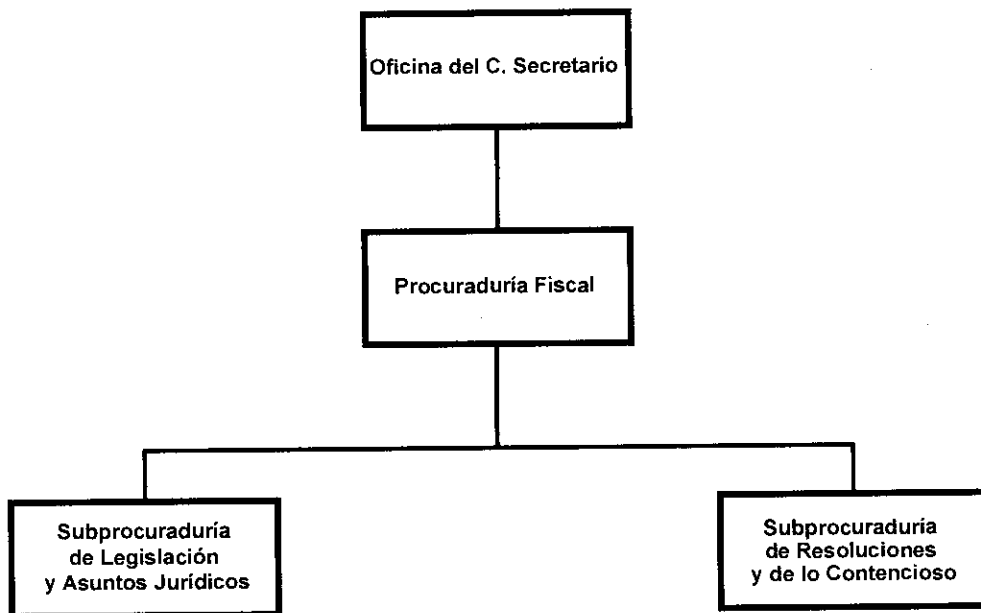 Oficina del C. Secretario
Procuraduría Fiscal
Subprocuraduría
de Legislación
y Asuntos Jurídicos
Subprocuraduría
de Resoluciones
y de lo Contencioso